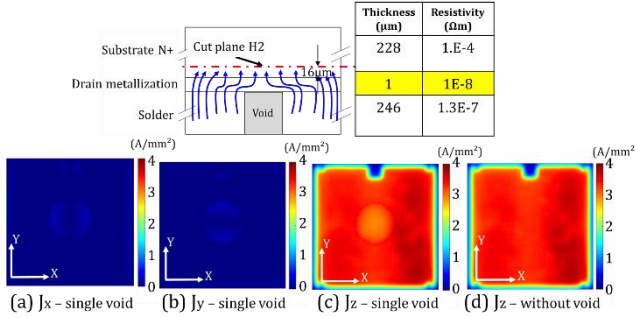 Substrate N+
Cut plane H2
16μm
Drain metallization
Void
Solder
Thickness (μm)
Resistivity (Ωm)
228
1.E-4
1
1E-8
246
1.3E-7
(A/mm²)
4
3
2
1
0
Y
X
(A/mm²)
4
3
2
1
0
Y
X
(A/mm²)
4
3
2
1
0
Y
X
(A/mm²
4
3
2
1
0
Y
X
(a) Jx – single void
(b) Jy – single void
(c) Jz – single void
(d) Jz – without void